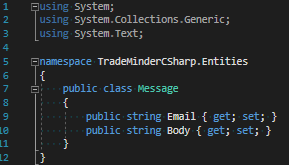 1 using System;
2 using System.Collections.Generic;
3 using System.Text;
4
5 namespace TradeMinderCSharp.Entities
6 {
7 public class Message
8 {
9 public string Email { get; set; }
10 public string Body { get; set; }
11 }
12 }